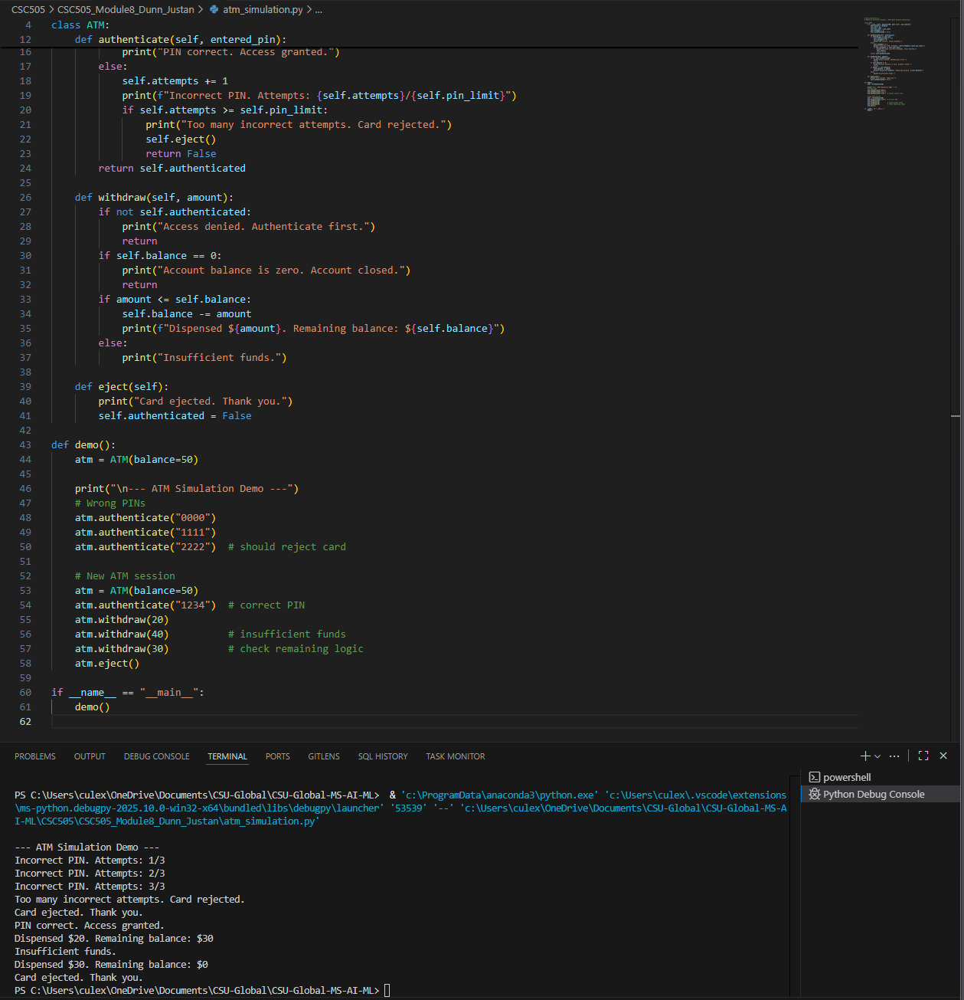 CSC505 > CSC505_Module8_Dunn_Justan > atm_simulation.py > ...
4 class ATM:
12 def authenticate(self, entered_pin):
16 print("PIN correct. Access granted.")
17 else:
18 self.attempts += 1
19 print(f"Incorrect PIN. Attempts: {self.attempts}/{self.pin_limit}")
20 if self.attempts >= self.pin_limit:
21 print("Too many incorrect attempts. Card rejected.")
22 self.eject()
23 return False
24 return self.authenticated
25
26 def withdraw(self, amount):
27 if not self.authenticated:
28 print("Access denied. Authenticate first.")
29 return
30 if self.balance == 0:
31 print("Account balance is zero. Account closed.")
32 return
33 if amount <= self.balance:
34 self.balance -= amount
35 print(f"Dispensed ${amount}. Remaining balance: ${self.balance}")
36 else:
37 print("Insufficient funds.")
38
39 def eject(self):
40 print("Card ejected. Thank you.")
41 self.authenticated = False
42
43 def demo():
44 atm = ATM(balance=50)
45
46 print("\n--- ATM Simulation Demo ---")
47 # Wrong PINs
48 atm.authenticate("0000")
49 atm.authenticate("1111")
50 atm.authenticate("2222") # should reject card
51
52 # New ATM session
53 atm = ATM(balance=50)
54 atm.authenticate("1234") # correct PIN
55 atm.withdraw(20)
56 atm.withdraw(40) # insufficient funds
57 atm.withdraw(30) # check remaining logic
58 atm.eject()
59
60 if __name__ == "__main__":
61 demo()
62
PROBLEMS OUTPUT DEBUG CONSOLE TERMINAL PORTS GITLENS SQL HISTORY TASK MONITOR
powershell
Python Debug Console
PS C:\Users\culex\OneDrive\Documents\CSU-Global\CSU-Global-MS-AI-ML> & 'c:\ProgramData\anaconda3\python.exe' 'c:\Users\culex\.vscode\extensions
\ms-python.debugpy-2025.10.0-win32-x64\bundled\libs\debugpy\launcher' '53539' '--' 'c:\Users\culex\OneDrive\Documents\CSU-Global\CSU-Global-MS-A
I-ML\CSC505\CSC505_Module8_Dunn_Justan\atm_simulation.py'
--- ATM Simulation Demo ---
Incorrect PIN. Attempts: 1/3
Incorrect PIN. Attempts: 2/3
Incorrect PIN. Attempts: 3/3
Too many incorrect attempts. Card rejected.
Card ejected. Thank you.
PIN correct. Access granted.
Dispensed $20. Remaining balance: $30
Insufficient funds.
Dispensed $30. Remaining balance: $0
Card ejected. Thank you.
PS C:\Users\culex\OneDrive\Documents\CSU-Global\CSU-Global-MS-AI-ML>